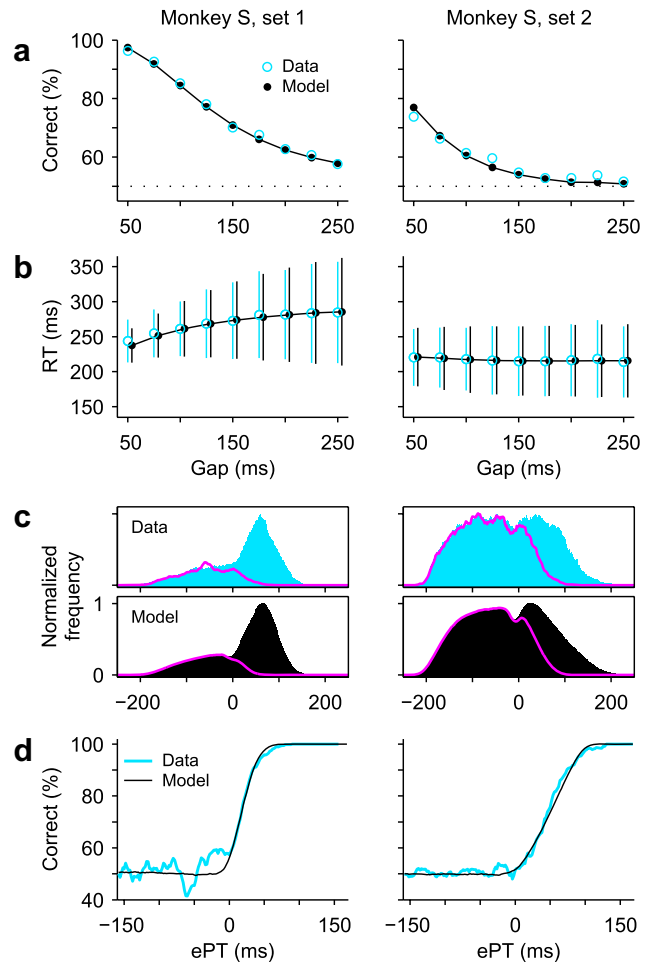 Monkey S, set 1 Monkey S, set 2
a
Correct (%)
100
80
60
Data
Model
50 150 250
50 150 250
b
RT (ms)
350
250
150
50 150 250
50 150 250
Gap (ms) Gap (ms)
c
Normalized
frequency
Data
Model
1
0
−200 0 200
−200 0 200
d
Correct (%)
100
80
60
40
Data
Model
−150 0 150
−150 0 150
ePT (ms) ePT (ms)